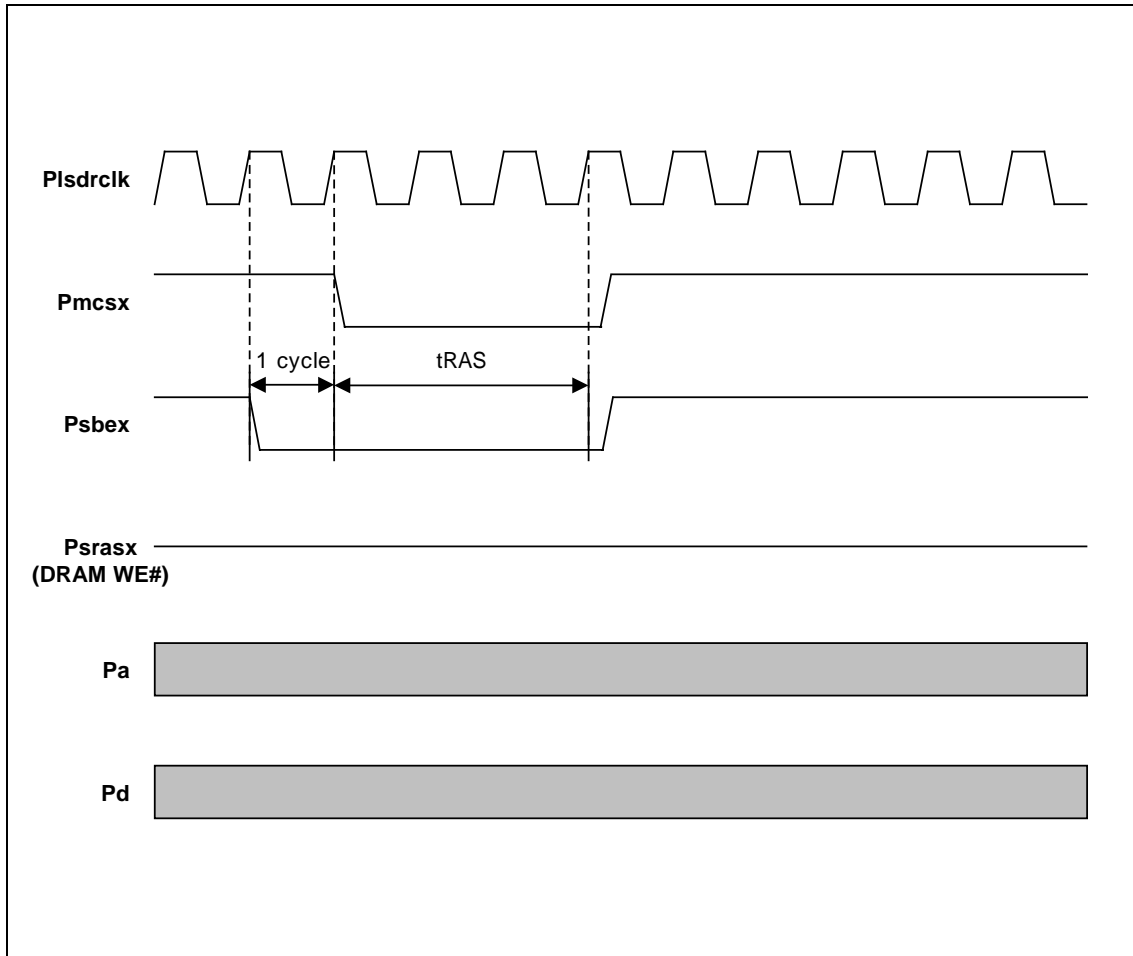 Plsdrclk
Pmcsx
1 cycle
tRAS
Psbex
Psrasx
(DRAM WE#)
Pa
Pd